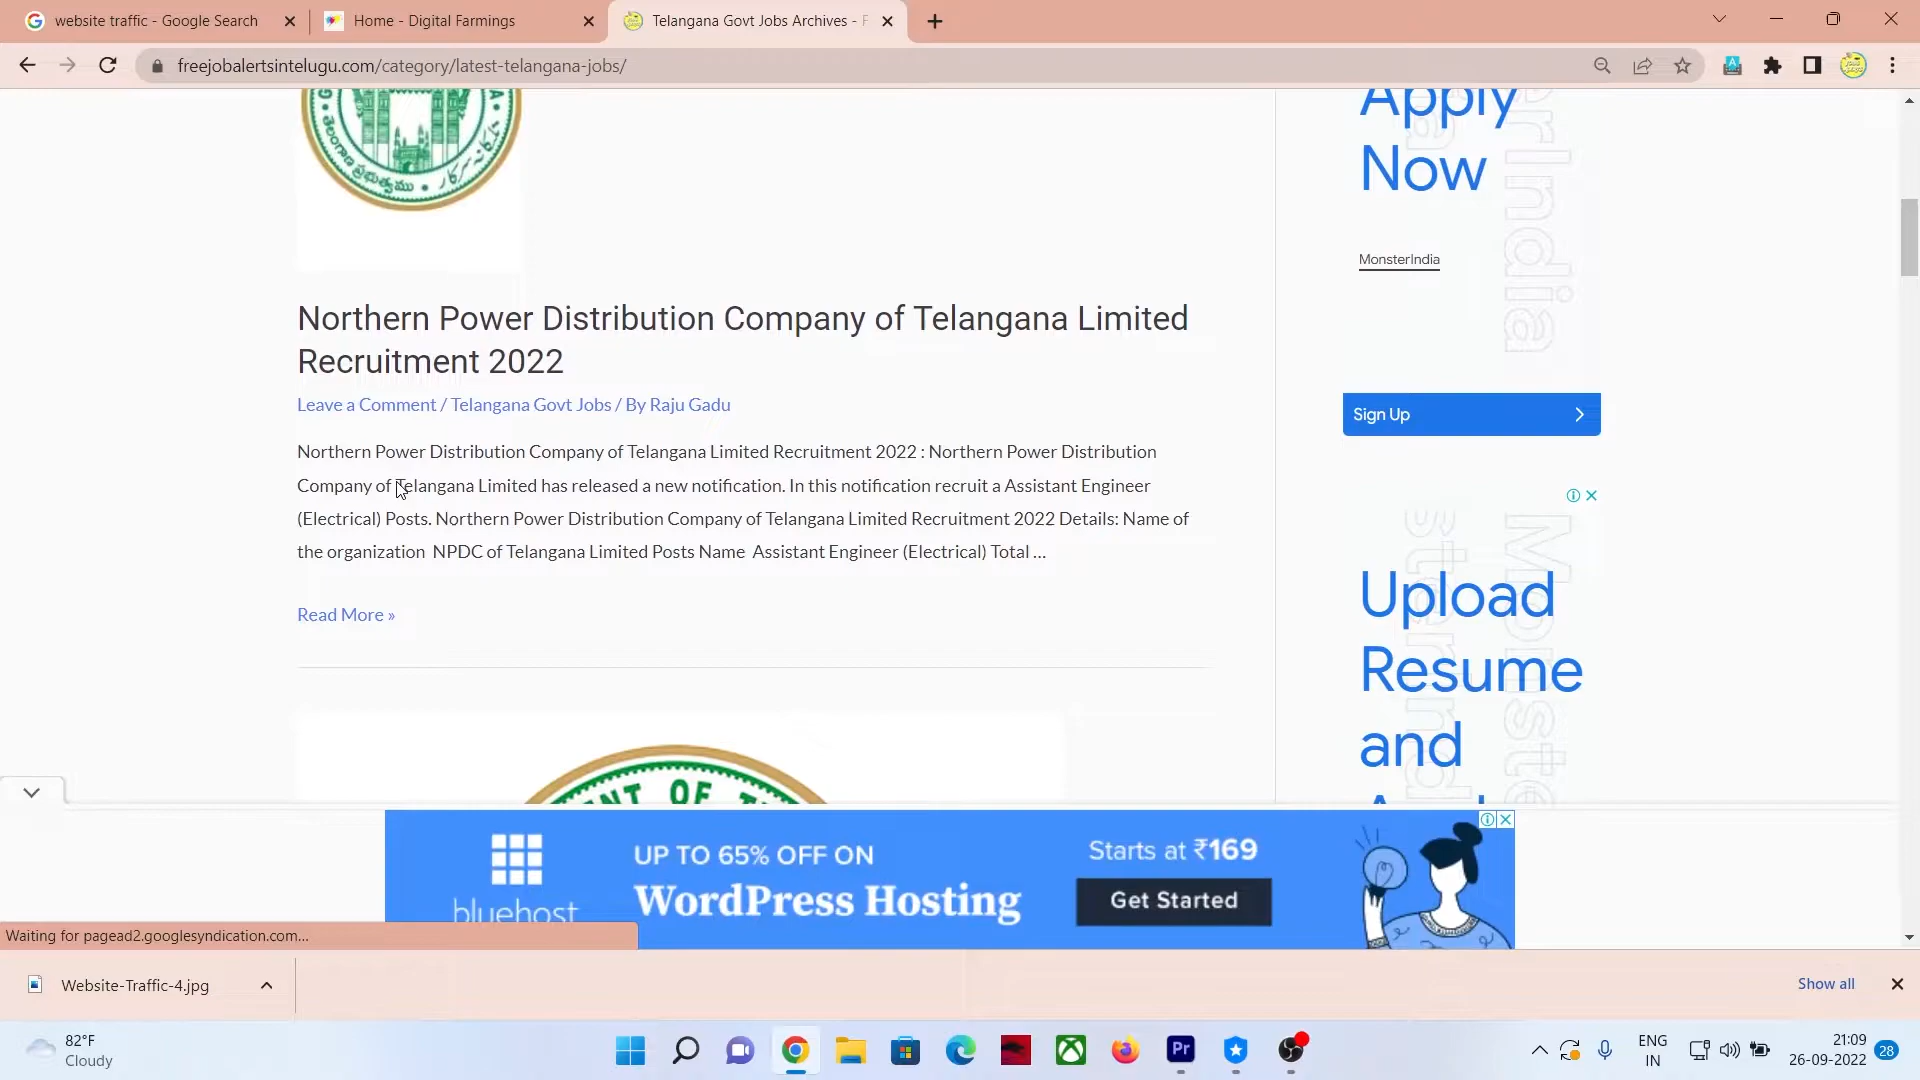 website traffic - Google Search
Home - Digital Farmings
Telangana Govt Jobs Archives - F
freejobalertsintelugu.com/category/latest-telangana-jobs/
తెలంగాణ ప్రభుత్వము
Northern Power Distribution Company of Telangana Limited
Recruitment 2022
Leave a Comment / Telangana Govt Jobs / By Raju Gadu
Northern Power Distribution Company of Telangana Limited Recruitment 2022 : Northern Power Distribution
Company of Telangana Limited has released a new notification. In this notification recruit a Assistant Engineer
(Electrical) Posts. Northern Power Distribution Company of Telangana Limited Recruitment 2022 Details: Name of
the organization  NPDC of Telangana Limited Posts Name  Assistant Engineer (Electrical) Total ...
Read More »
ENT OF T
Apply
Now
MonsterIndia
Sign Up
Upload
Resume
and
bluehost
UP TO 65% OFF ON
WordPress Hosting
Starts at ₹169
Get Started
Waiting for pagead2.googlesyndication.com...
Website-Traffic-4.jpg
Show all
82°F
Cloudy
Pr
ENG
IN
21:09
26-09-2022
28